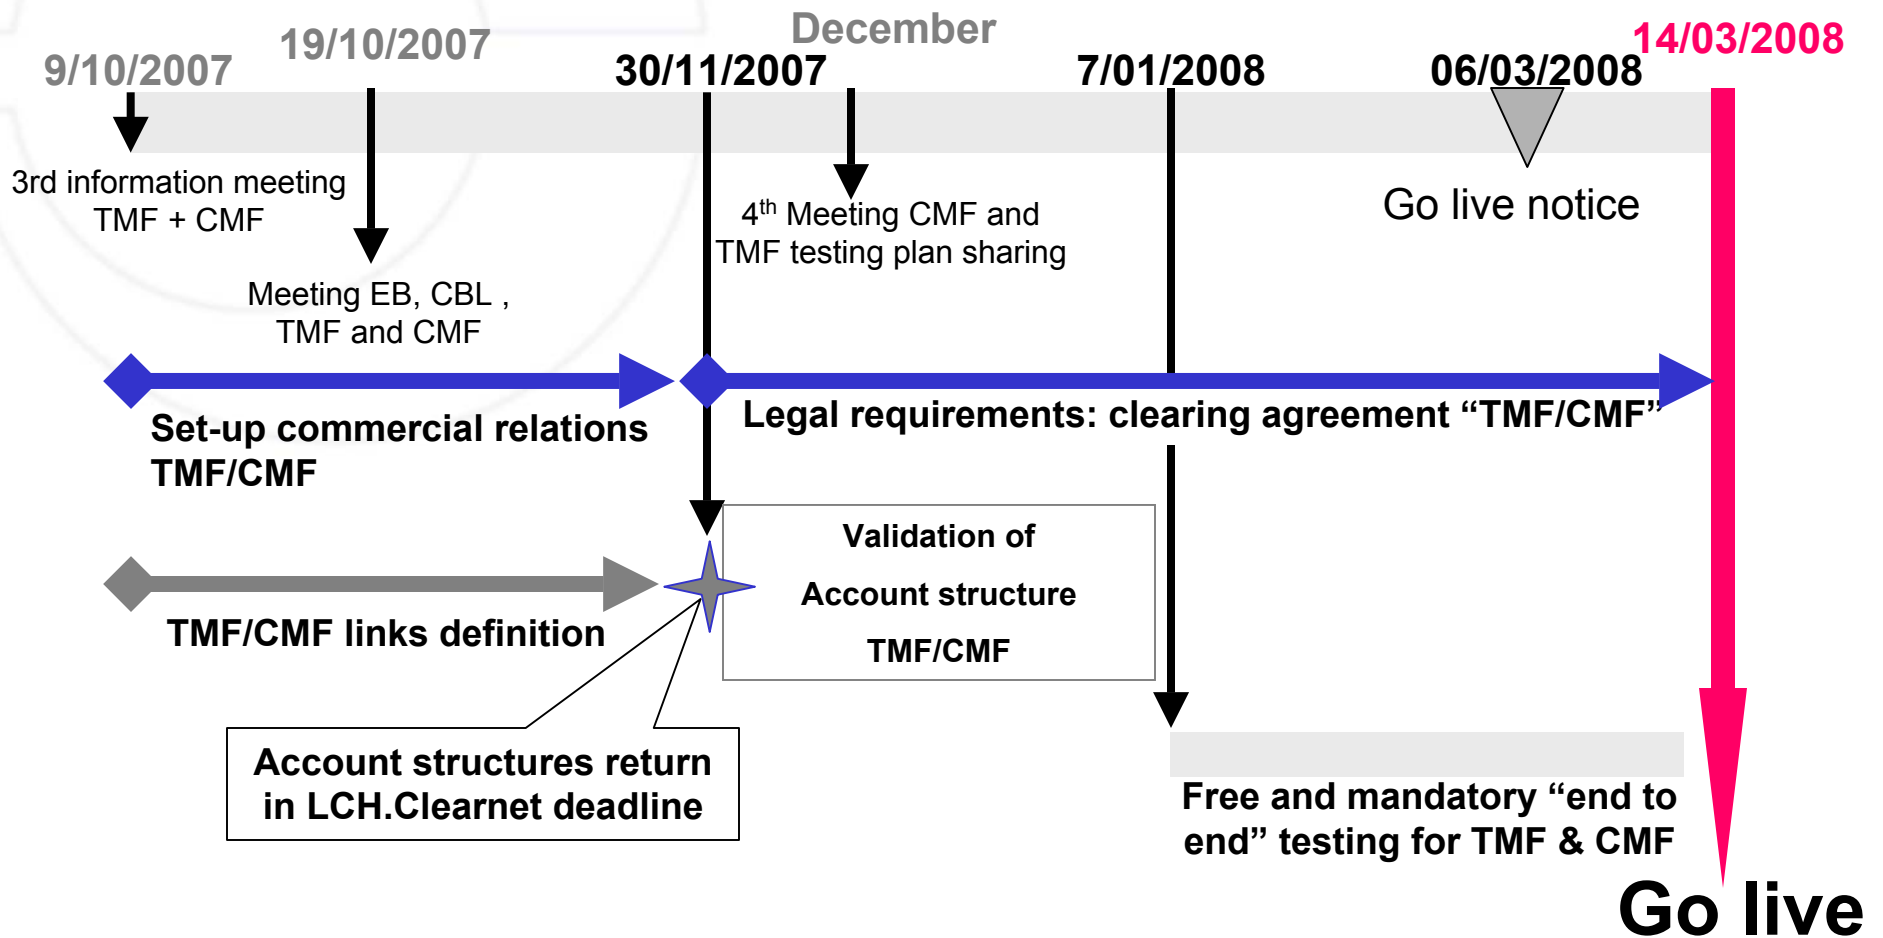 9/10/2007
19/10/2007
30/11/2007
December
7/01/2008
06/03/2008
14/03/2008
3rd information meeting
TMF + CMF
Meeting EB, CBL ,
TMF and CMF
4th Meeting CMF and
TMF testing plan sharing
Go live notice
Set-up commercial relations
TMF/CMF
Legal requirements: clearing agreement “TMF/CMF”
TMF/CMF links definition
Validation of
Account structure
TMF/CMF
Account structures return
in LCH.Clearnet deadline
Free and mandatory “end to
end” testing for TMF & CMF
Go live